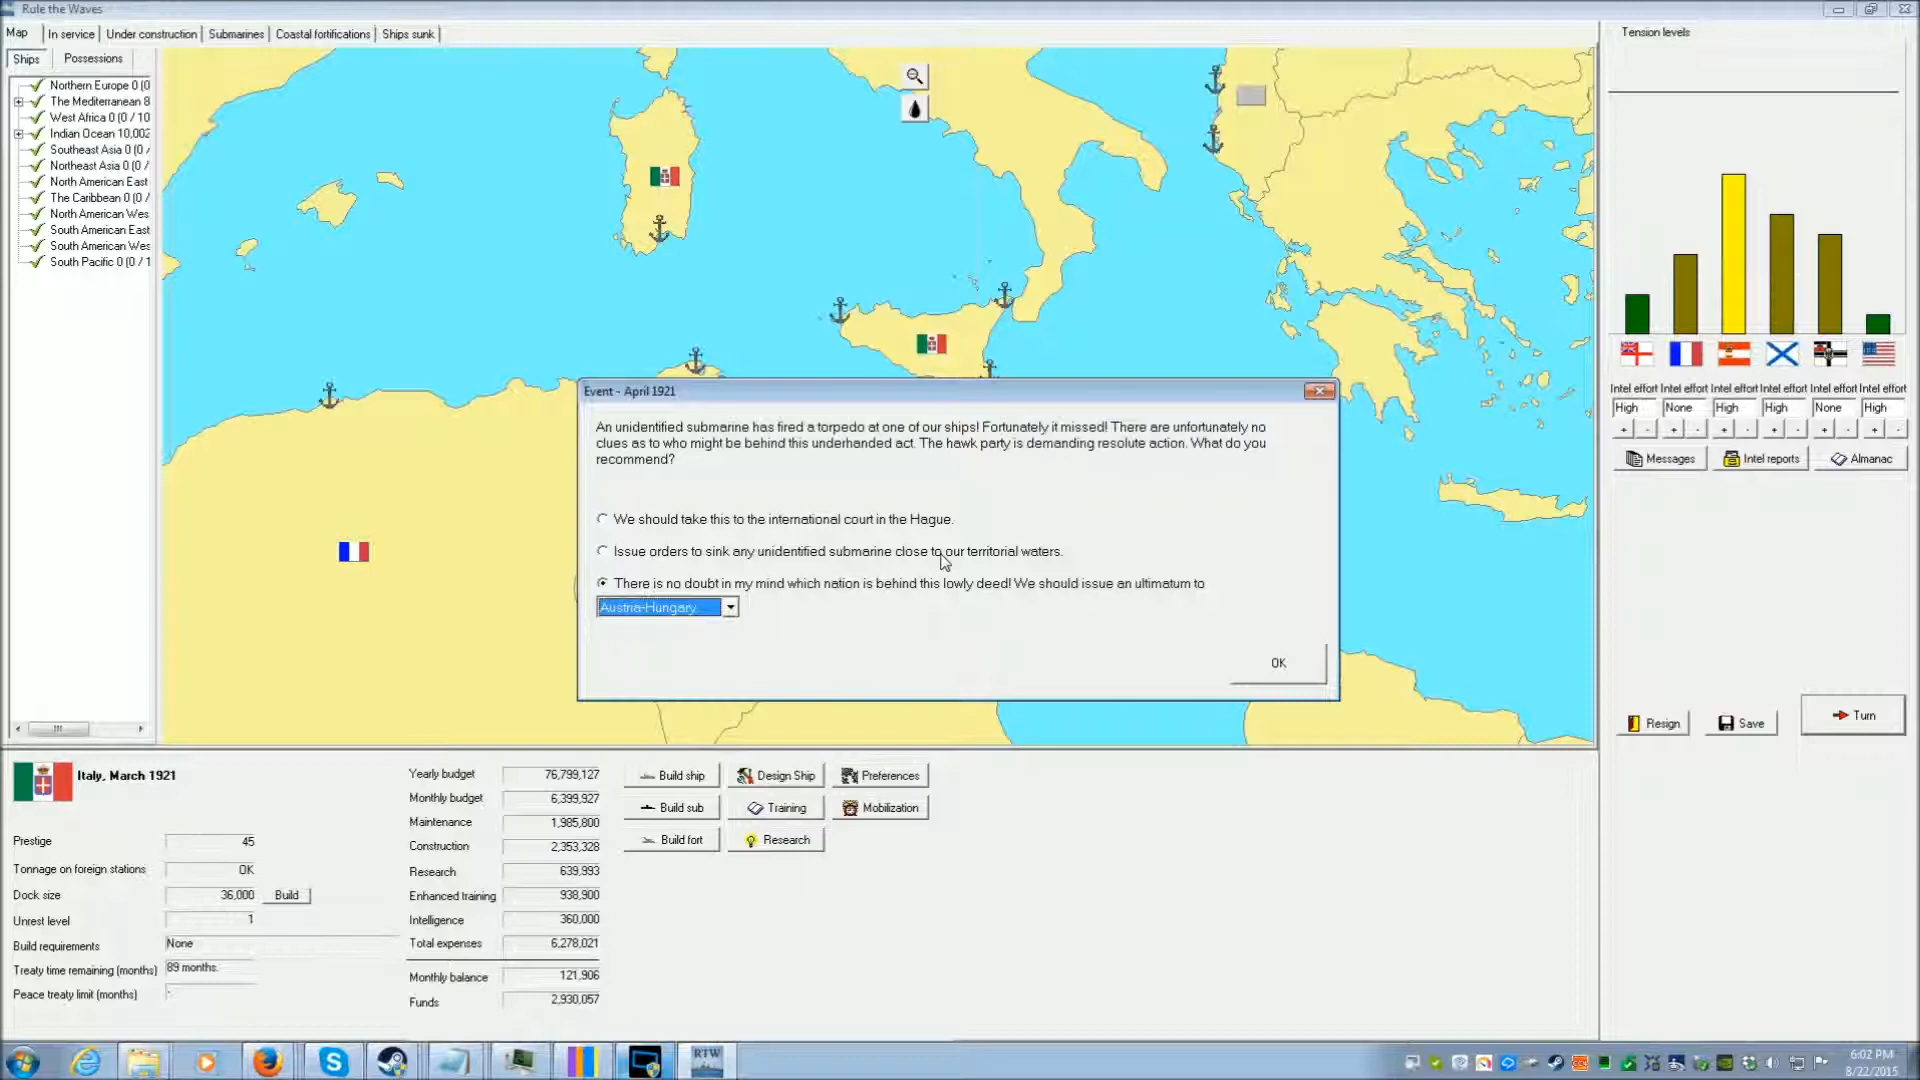 Rule the Waves
Map
In service
Under construction
Submarines
Coastal fortifications
Ships sunk
Ships
Possessions
Northern Europe 0 (0
The Mediterranean 8
West Africa 0 (0 / 10
Indian Ocean 10,002
Southeast Asia 0 (0 /
Northeast Asia 0 (0 /
North American East
The Caribbean 0 (0 /
North American Wes
South American East
South American Wes
South Pacific 0 (0 / 1
Tension levels
Intel effort Intel effort Intel effort Intel effort Intel effort Intel effort
High None High High None High
+ - + - + - + - + - + -
Messages
Intel reports
Almanac
Event - April 1921
An unidentified submarine has fired a torpedo at one of our ships! Fortunately it missed! There are unfortunately no
clues as to who might be behind this underhanded act. The hawk party is demanding resolute action. What do you
recommend?
We should take this to the international court in the Hague.
Issue orders to sink any unidentified submarine close to our territorial waters.
There is no doubt in my mind which nation is behind this lowly deed! We should issue an ultimatum to
Austria-Hungary
OK
Resign
Save
Turn
Italy, March 1921
Prestige 45
Tonnage on foreign stations OK
Dock size 36,000 Build
Unrest level 1
Build requirements None
Treaty time remaining (months) 89 months.
Peace treaty limit (months) -
Yearly budget 76,799,127
Monthly budget 6,399,927
Maintenance 1,985,800
Construction 2,353,328
Research 639,993
Enhanced training 938,900
Intelligence 360,000
Total expenses 6,278,021
Monthly balance 121,906
Funds 2,930,057
Build ship
Design Ship
Preferences
Build sub
Training
Mobilization
Build fort
Research
RTW
6:02 PM
8/22/2015